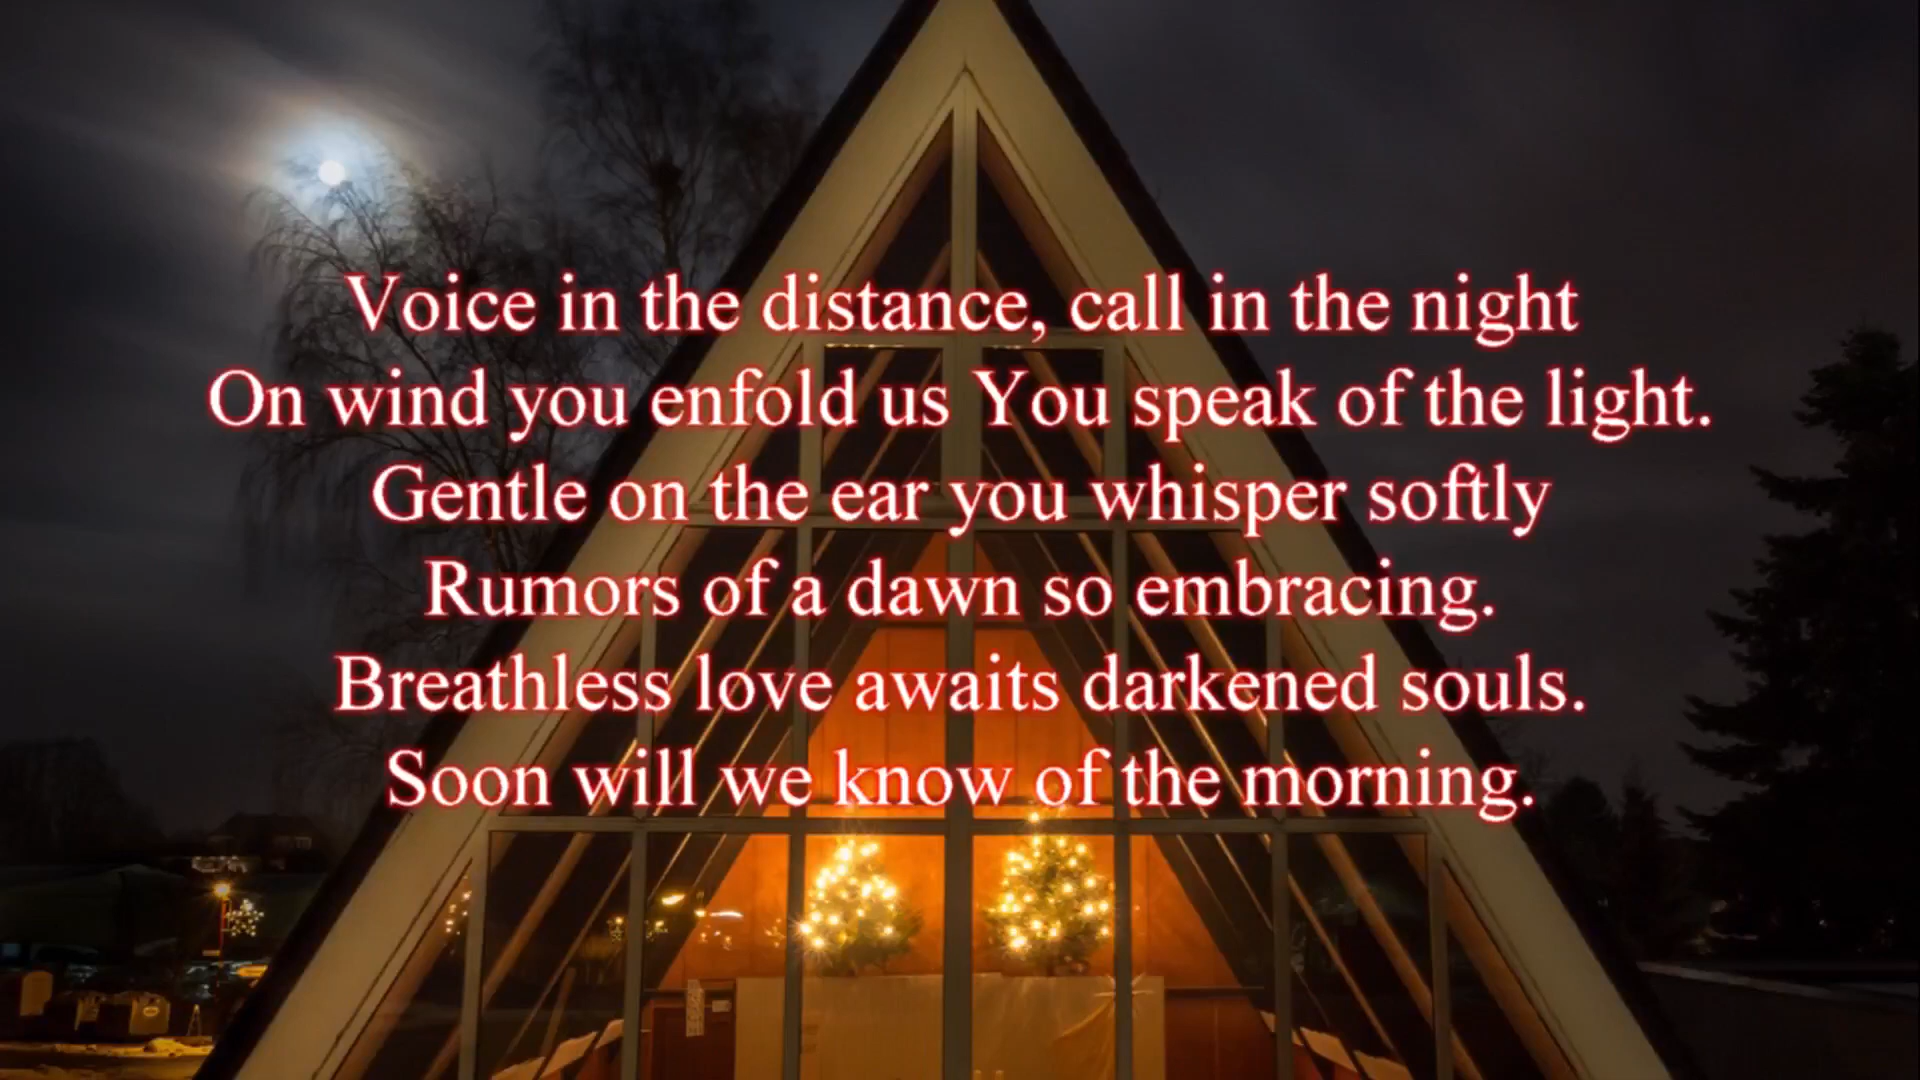 Voice in the distance, call in the night
On wind you enfold us You speak of the light.
Gentle on the ear you whisper softly
Rumors of a dawn so embracing.
Breathless love awaits darkened souls.
Soon will we know of the morning.